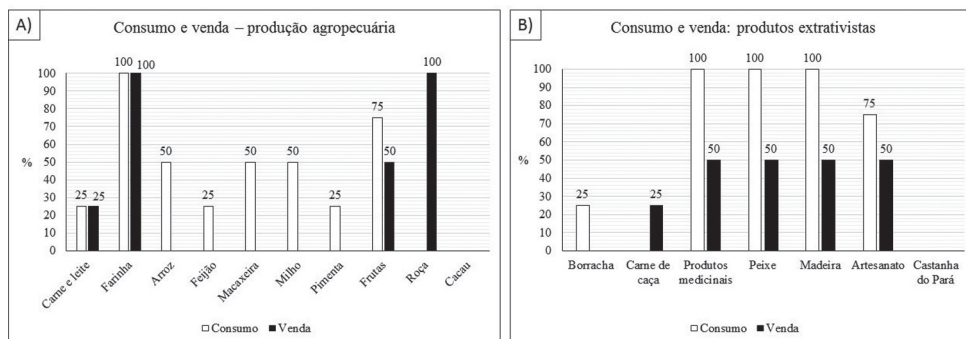 A)
Consumo e venda – produção agropecuária
100 100
100
90
80
75
70
60
50 50 50 50 50
%
40
30
25 25 25 25
20
10
0
Carne e leite
Farinha
Arroz
Feijão
Macaxeira
Milho
Pimenta
Frutas
Roça
Cacau
Consumo Venda
B)
Consumo e venda: produtos extrativistas
100 100 100
100
90
80
75
70
60
50 50 50 50
%
40
30
25 25
20
10
0
Borracha Carne de Produtos Peixe Madeira Artesanato Castanha
caça medicinais do Pará
Consumo Venda